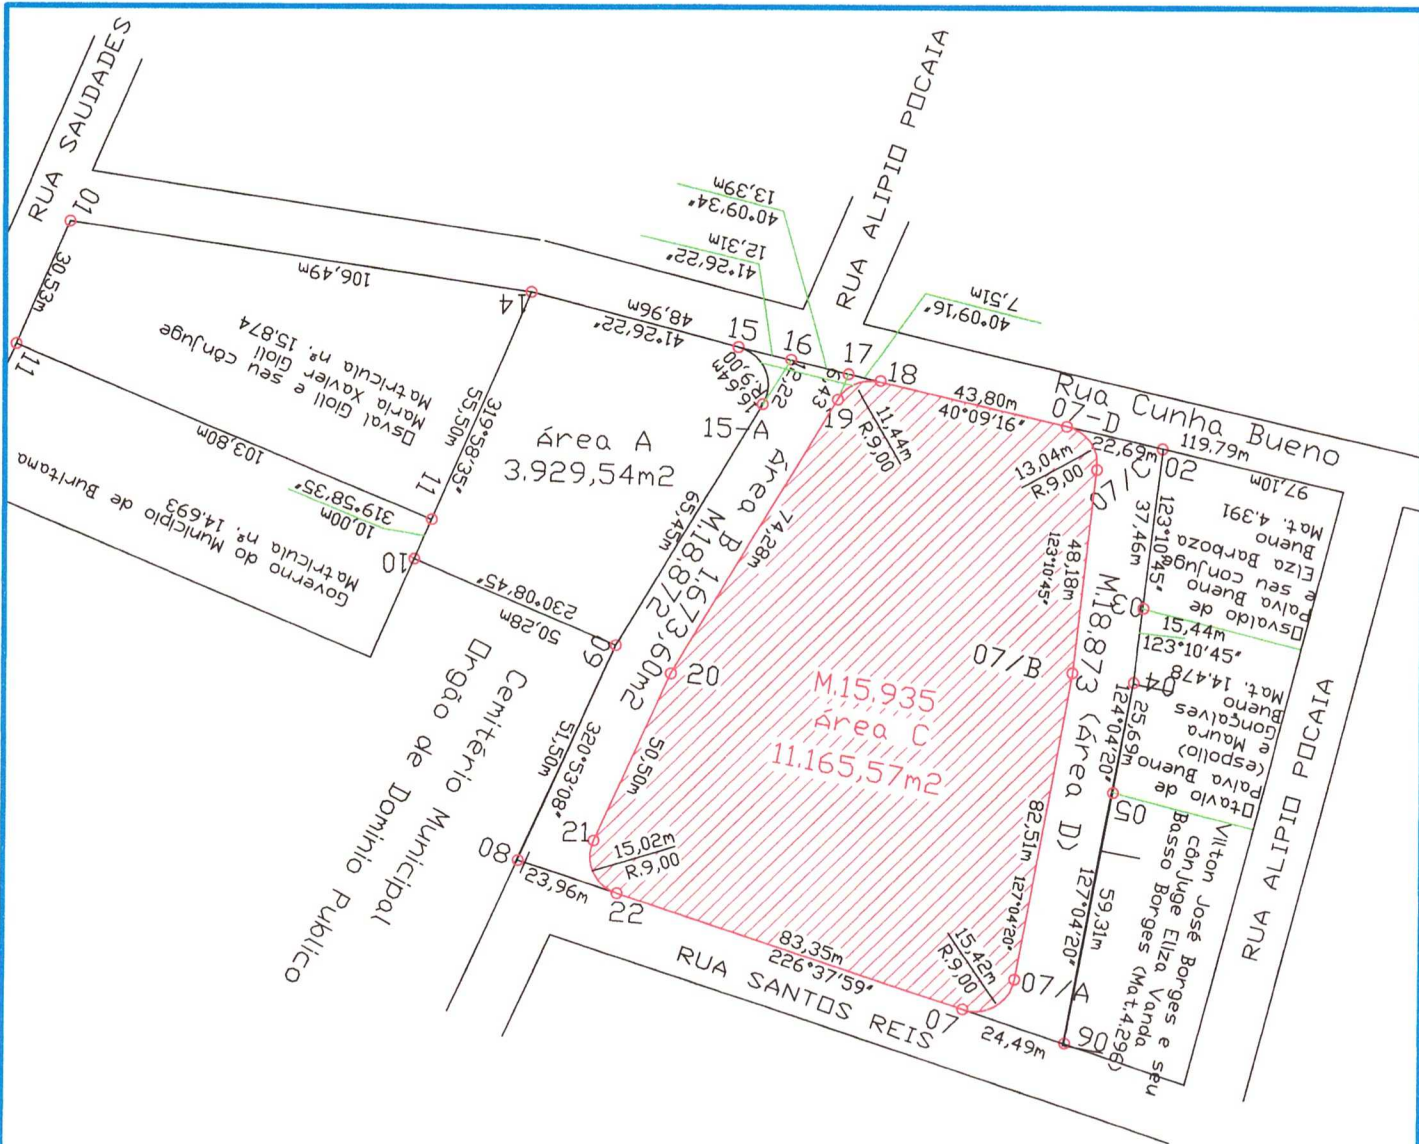 RUA SAUDADES
01
30,53m
11
106,49m
14
Osval Gioli e seu cônjuge
Maria Xavier Gioli
Matrícula nº. 15.874
103,80m
319°58'35"
55,50m
11
10,00m
319°58'35"
10
Governo do Município de Buritama
Matrícula nº. 14.693
48,96m
41°26'22"
12,31m
41°26'22"
13,39m
40°09'34"
7,51m
40°09'16"
RUA ALIPIO POCAIA
15
16
17
18
19
16,64m
R.9,00
12,22
6,43
15-A
área A
3.929,54m2
65,45m
230°08'45"
50,28m
09
Área B 1.673,60m2
M.18.872
74,28m
11,44m
R.9,00
43,80m
40°09'16"
07-D
Rua Cunha Bueno
22,69m
119,79m
97,10m
02
13,04m
R.9,00
07/C
37,46m
123°10'45"
48,18m
123°10'45"
03
15,44m
123°10'45"
04
Osvaldo de
Paiva Bueno
e seu cônjuge
Elza Barboza
Bueno
Mat. 4.391
Otavio de
Paiva Bueno
(espolio)
e Maura
Gonçalves
Bueno
Mat. 14.478
25,69m
124°04'20"
05
M.18.873 (Área D)
07/B
20
M.15.935
área C
11.165,57m2
50,50m
320°53'08"
51,50m
Cemitério Municipal
Orgão de Dominio Publico
21
08
15,02m
R.9,00
23,96m
22
83,35m
226°37'59"
RUA SANTOS REIS
82,51m
127°04'20"
127°04'20"
59,31m
15,42m
R.9,00
07/A
07
24,49m
06
Vilton José Borges e seu
cônjuge Eliza Vanda
Basso Borges (Mat.4.296)
RUA ALIPIO POCAIA